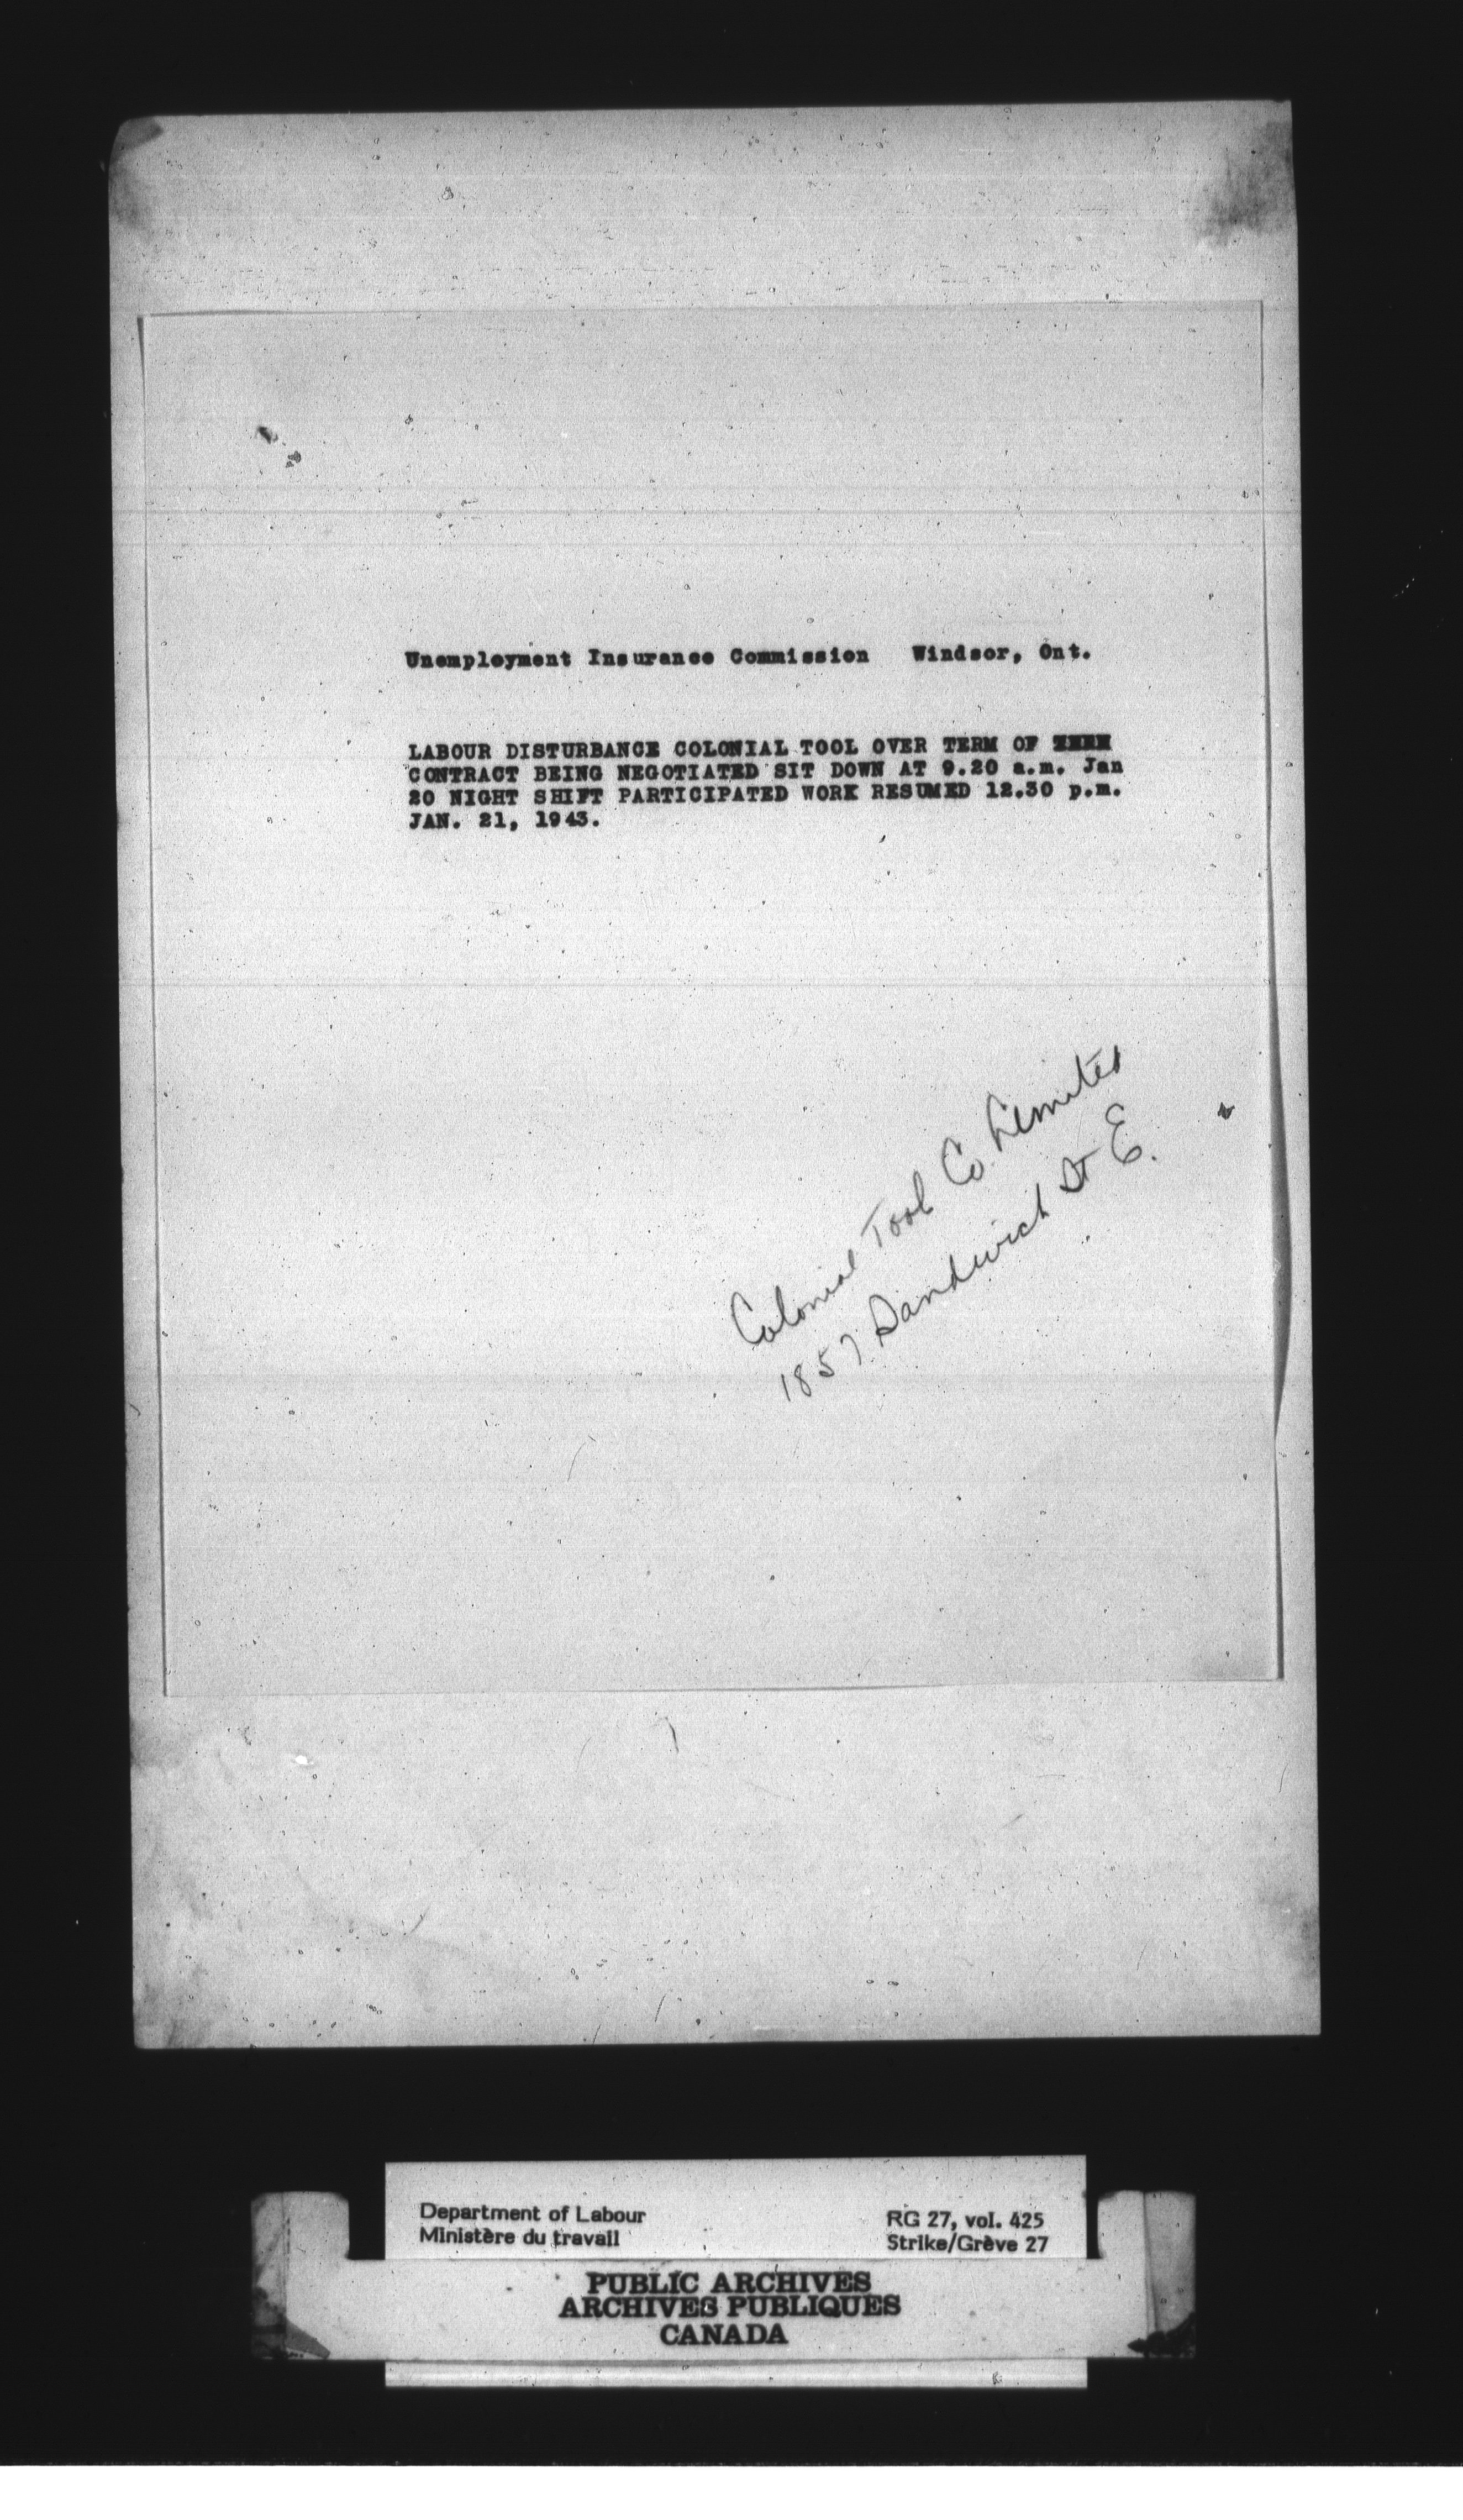 Unemployment Insurance Commission Windsor, Ont.
LABOUR DISTURBANCE COLONIAL TOOL OVER TERM OF
CONTRACT BEING NEGOTIATED SIT DOWN AT 9.20 a.m. Jan
20 NIGHT SHIFT PARTICIPATED WORK RESUMED 12.30 p.m.
JAN. 21, 1943.
Colonial Tool Co. Limited
1857 Sandwich St E.
Department of Labour
Ministère du travail
RG 27, vol. 425
Strike/Grève 27
PUBLIC ARCHIVES
ARCHIVES PUBLIQUES
CANADA